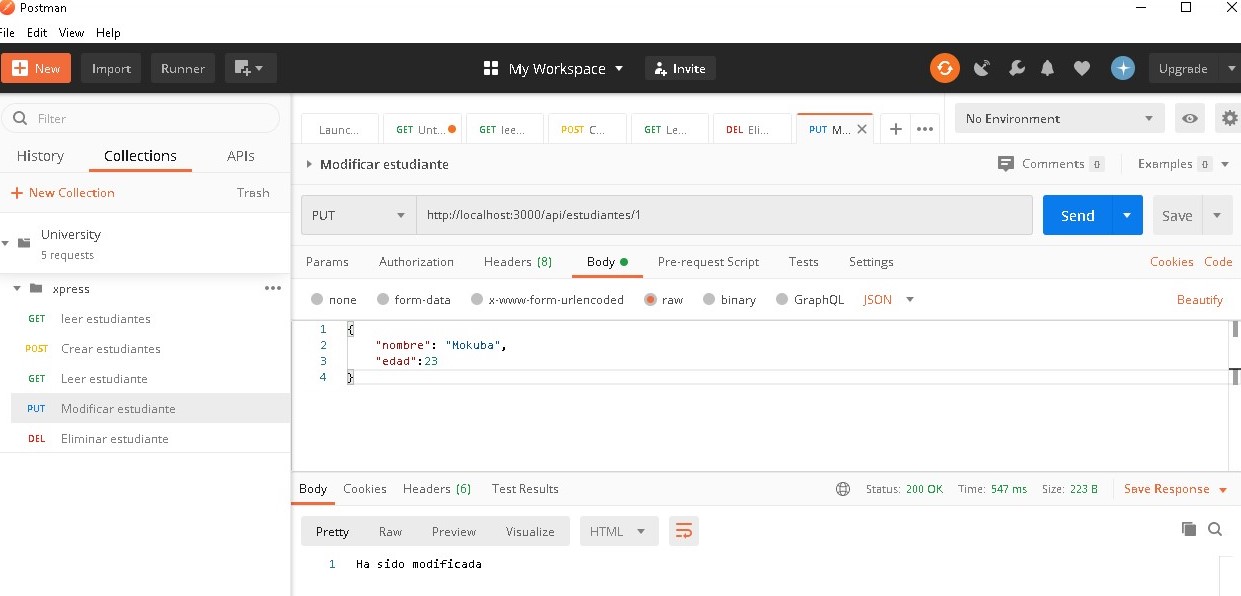 Postman
File Edit View Help
New Import Runner My Workspace Invite Upgrade
Filter
History Collections APIs
New Collection Trash
University
5 requests
xpress
GET leer estudiantes
POST Crear estudiantes
GET Leer estudiante
PUT Modificar estudiante
DEL Eliminar estudiante
Launc... GET Unt... GET lee... POST C... GET Le... DEL Eli... PUT M... No Environment
Modificar estudiante Comments 0 Examples 0
PUT http://localhost:3000/api/estudiantes/1 Send Save
Params Authorization Headers (8) Body Pre-request Script Tests Settings Cookies Code
none form-data x-www-form-urlencoded raw binary GraphQL JSON Beautify
1 {
2 "nombre": "Mokuba",
3 "edad":23
4 }
Body Cookies Headers (6) Test Results Status: 200 OK Time: 547 ms Size: 223 B Save Response
Pretty Raw Preview Visualize HTML
1 Ha sido modificada